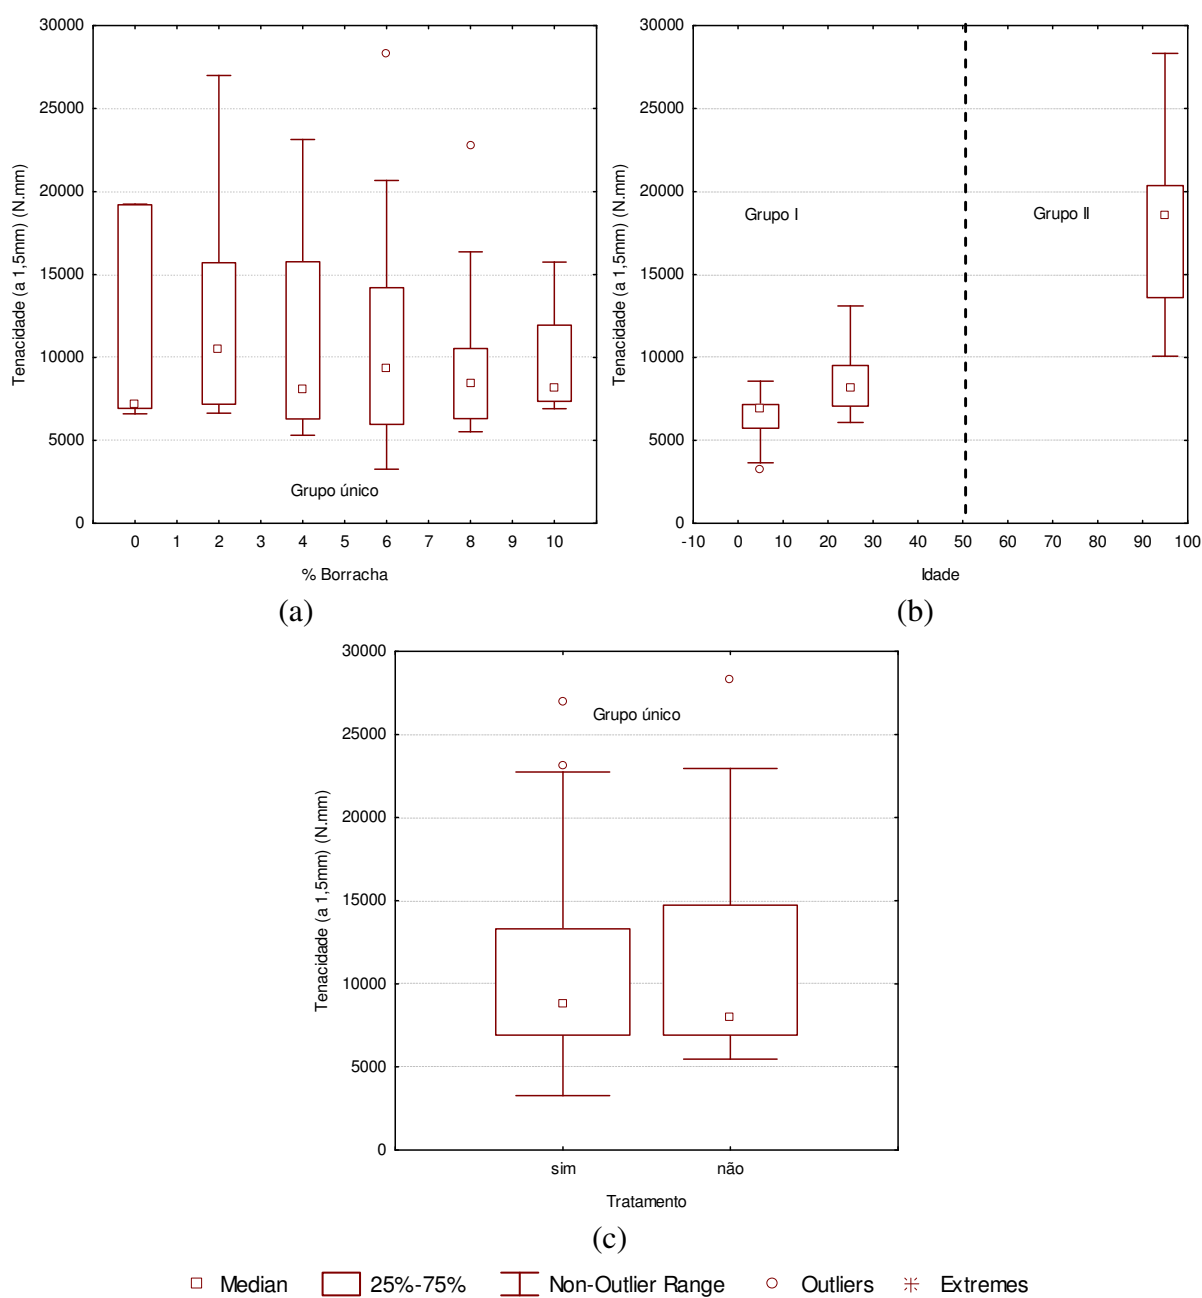 30000
25000
20000
15000
10000
5000
0
Tenacidade (a 1,5mm) (N.mm)
Grupo único
0 1 2 3 4 5 6 7 8 9 10
% Borracha
(a)
30000
25000
20000
15000
10000
5000
0
Tenacidade (a 1,5mm) (N.mm)
Grupo I
Grupo II
-10 0 10 20 30 40 50 60 70 80 90 100
Idade
(b)
30000
25000
20000
15000
10000
5000
0
Tenacidade (a 1,5mm) (N.mm)
Grupo único
sim não
Tratamento
(c)
Median 25%-75% Non-Outlier Range Outliers Extremes